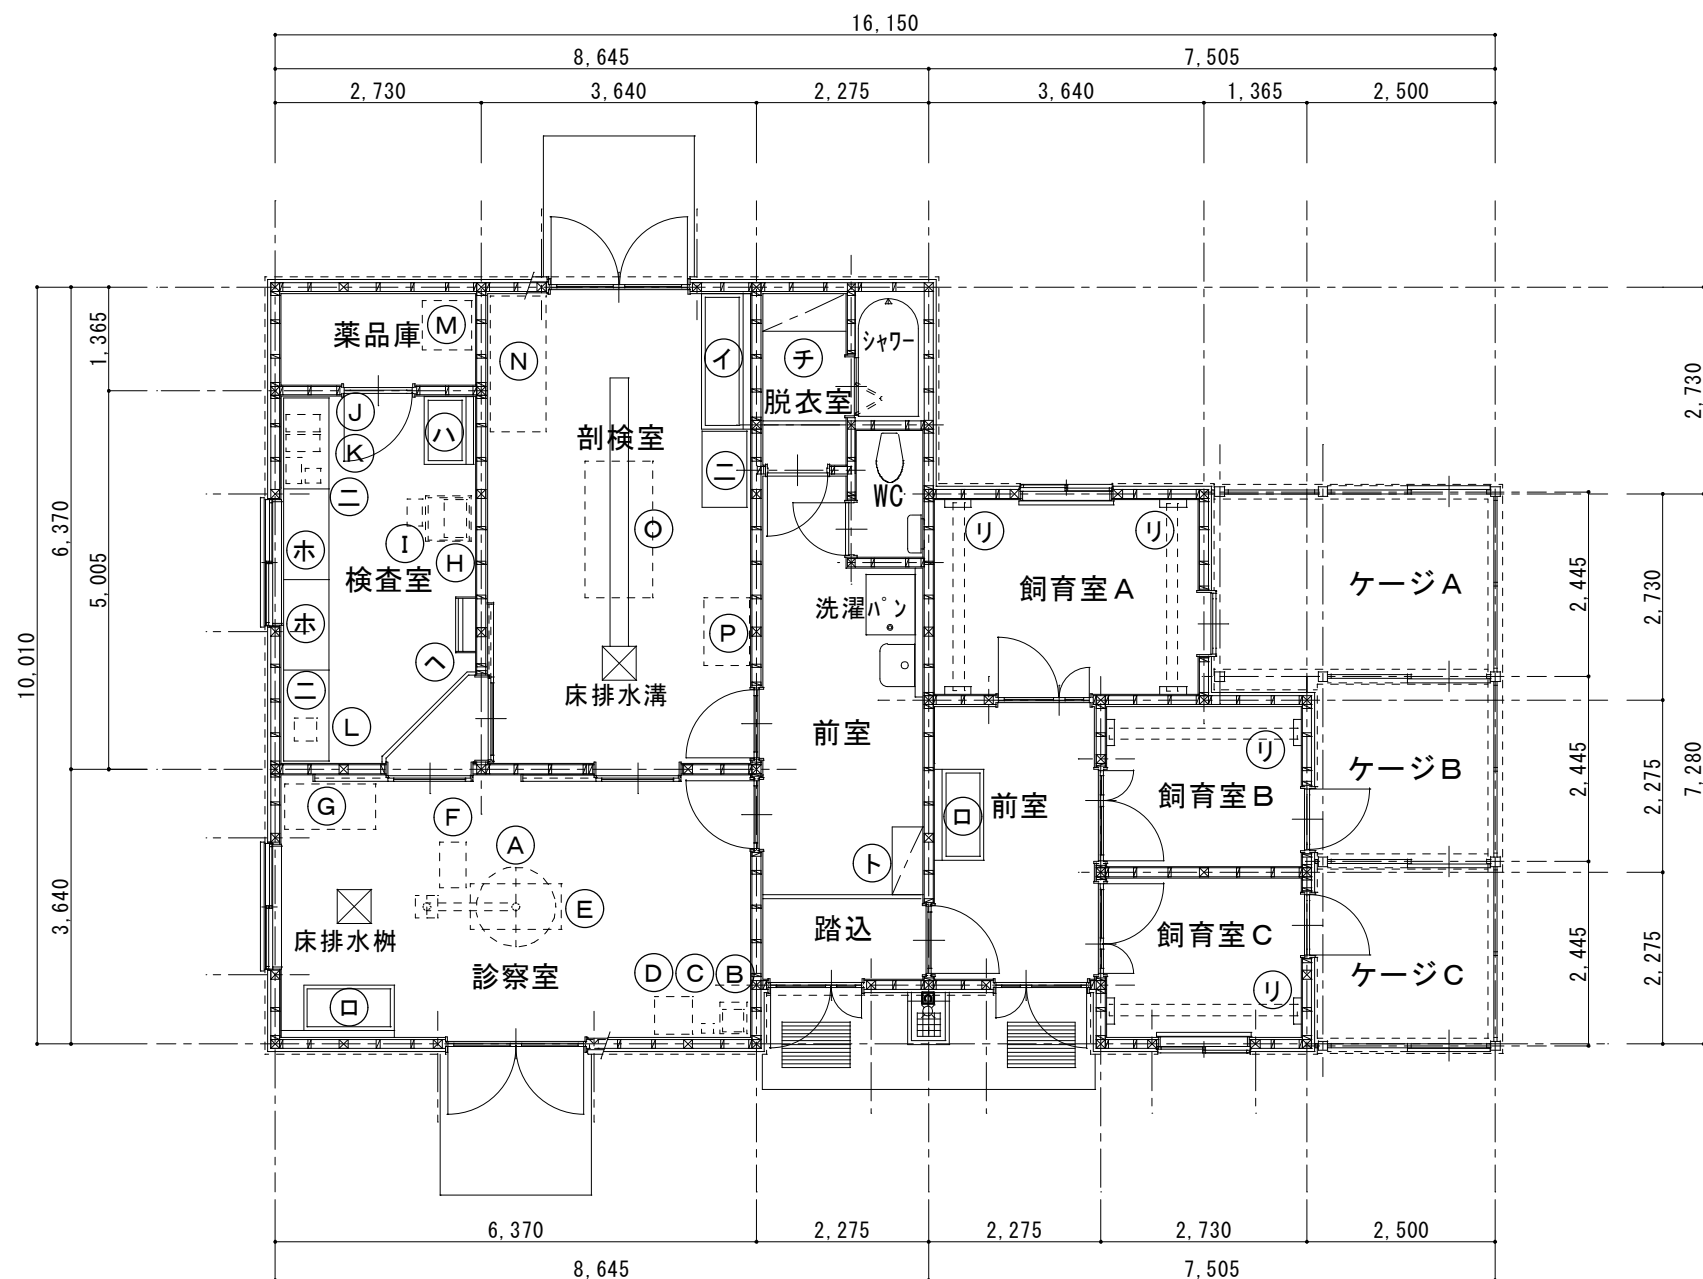 16,150
8,645 7,505
2,730 3,640 2,275 3,640 1,365 2,500
10,010
6,370
3,640
1,365
5,005
薬品庫 M
N
イ
チ
シャワー
脱衣室
J
ハ
K
剖検室
ニ
ニ
WC
O
リ
リ
ホ
I
H
検査室
飼育室A
ケージA
洗濯パン
ホ
P
ヘ
ニ
床排水溝
L
前室
リ
ケージB
G
F
A
飼育室B
前室
ロ
ト
E
床排水桝
踏込
飼育室C
診察室
D C B
ケージC
リ
ロ
2,730
7,280
2,730
2,275
2,275
2,445
2,445
2,445
6,370 2,275 2,275 2,730 2,500
8,645 7,505